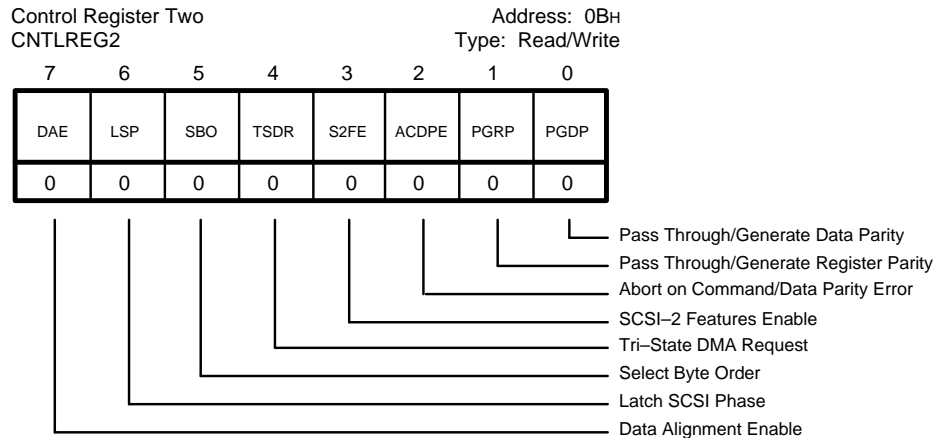 Control Register Two Address: 0BH
CNTLREG2 Type: Read/Write
7 6 5 4 3 2 1 0
DAE LSP SBO TSDR S2FE ACDPE PGRP PGDP
0 0 0 0 0 0 0 0
Pass Through/Generate Data Parity
Pass Through/Generate Register Parity
Abort on Command/Data Parity Error
SCSI–2 Features Enable
Tri–State DMA Request
Select Byte Order
Latch SCSI Phase
Data Alignment Enable